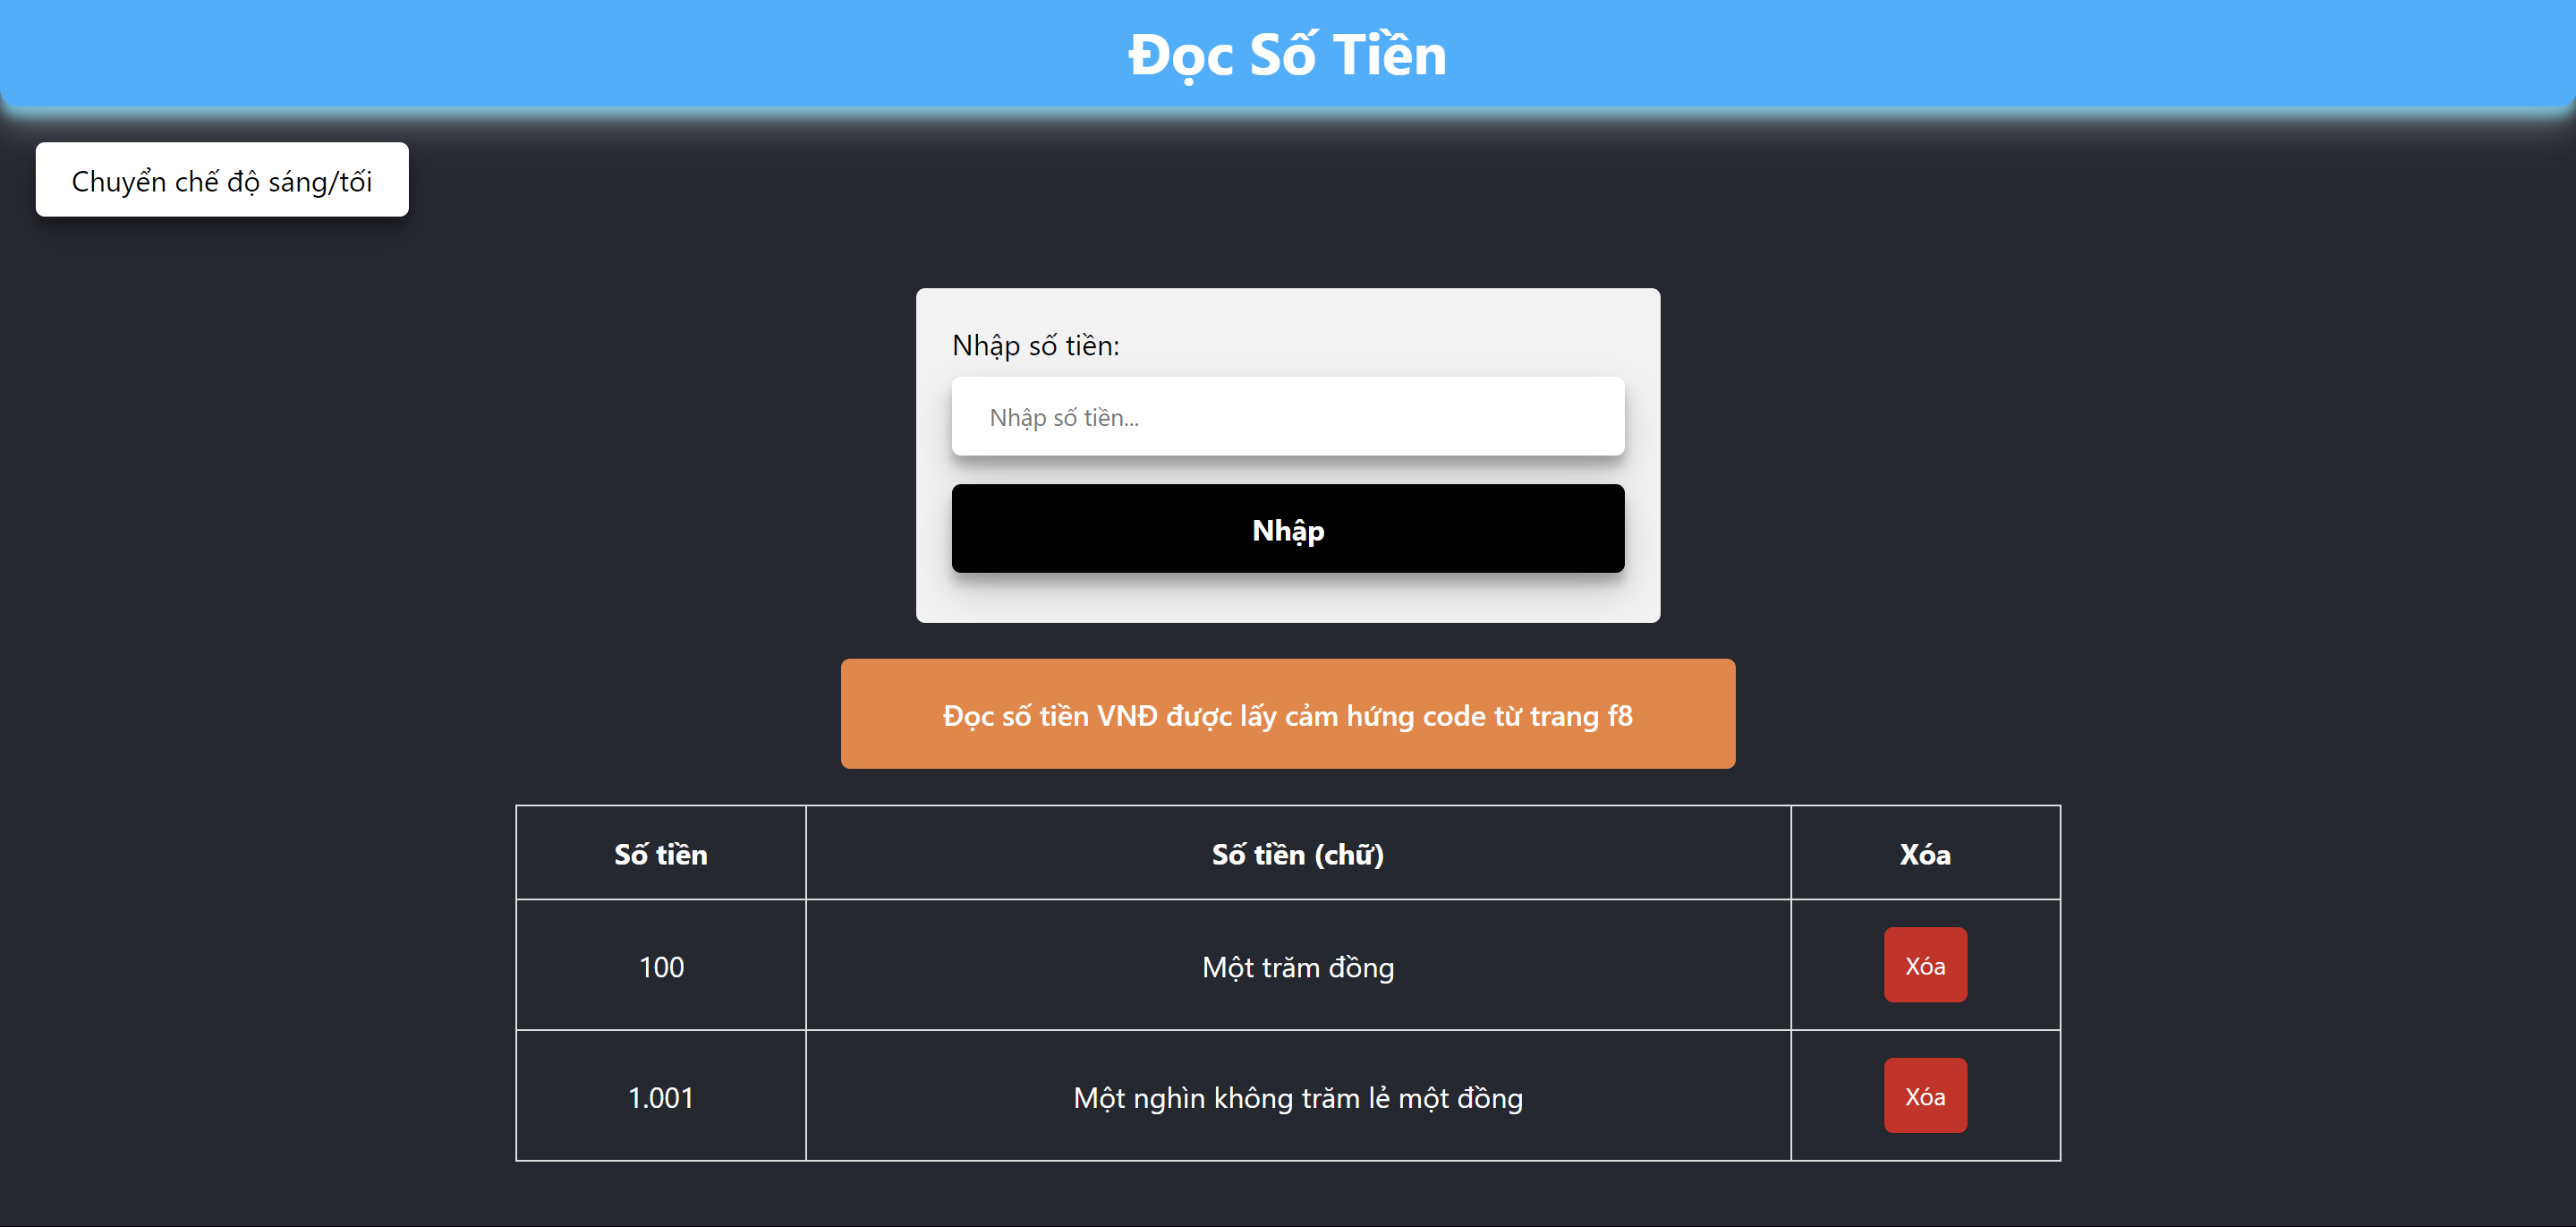 Đọc Số Tiền
Chuyển chế độ sáng/tối
Nhập số tiền:
Nhập số tiền...
Nhập
Đọc số tiền VNĐ được lấy cảm hứng code từ trang f8
Số tiền Số tiền (chữ) Xóa
100 Một trăm đồng Xóa
1.001 Một nghìn không trăm lẻ một đồng Xóa